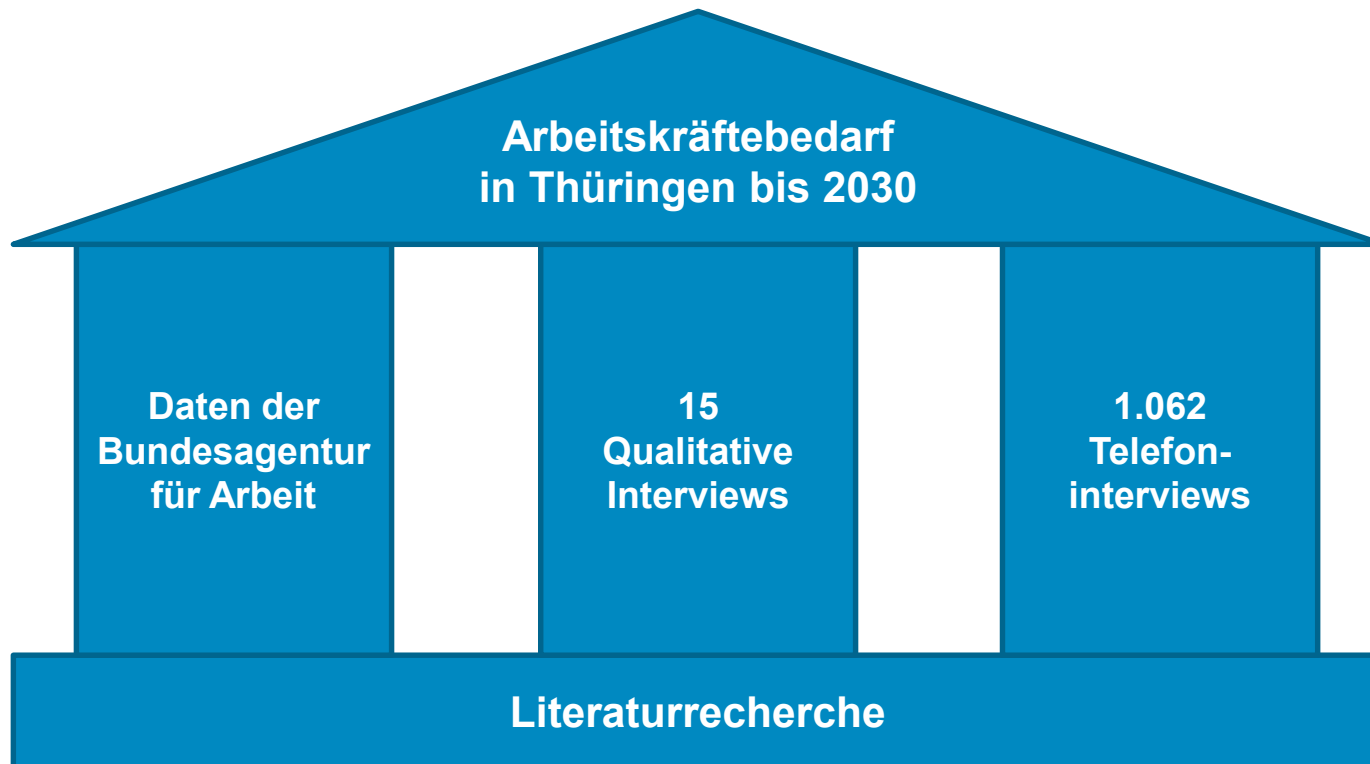 Arbeitskräftebedarf
in Thüringen bis 2030
Daten der
Bundesagentur
für Arbeit
15
Qualitative
Interviews
1.062
Telefon-
interviews
Literaturrecherche